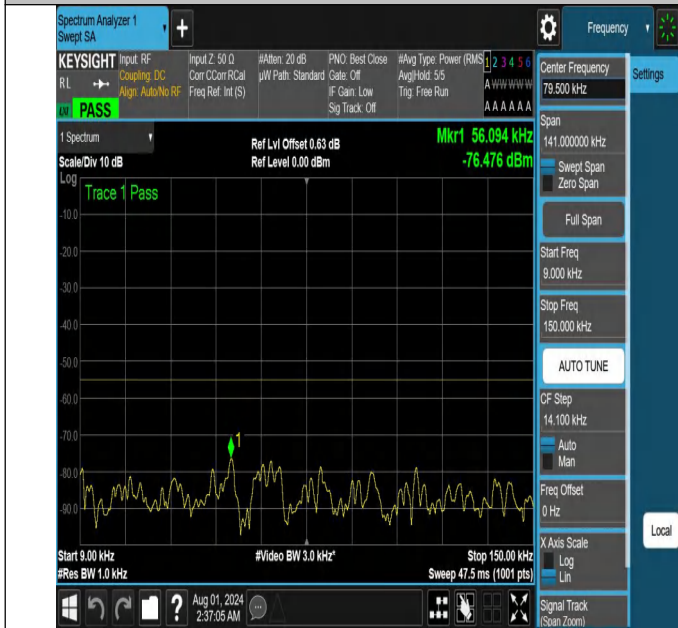 Spectrum Analyzer 1
Swept SA
+
Frequency
KEYSIGHT
RL
LXI
PASS
Input: RF
Coupling: DC
Align: Auto/No RF
Input Z: 50 Ω
Corr CCorr RCal
Freq Ref: Int (S)
#Atten: 20 dB
µW Path: Standard
PNO: Best Close
Gate: Off
IF Gain: Low
Sig Track: Off
#Avg Type: Power (RMS
Avg|Hold: 5/5
Trig: Free Run
1 2 3 4 5 6
A W W W W W
A A A A A A
Center Frequency
79.500 kHz
Settings
1 Spectrum
Scale/Div 10 dB
Ref Lvl Offset 0.63 dB
Ref Level 0.00 dBm
Mkr1 56.094 kHz
-76.476 dBm
Log
Trace 1 Pass
-10.0
-20.0
-30.0
-40.0
-50.0
-60.0
-70.0
-80.0
-90.0
1
Start 9.00 kHz
#Res BW 1.0 kHz
#Video BW 3.0 kHz*
Stop 150.00 kHz
Sweep 47.5 ms (1001 pts)
Span
141.000000 kHz
Swept Span
Zero Span
Full Span
Start Freq
9.000 kHz
Stop Freq
150.000 kHz
AUTO TUNE
CF Step
14.100 kHz
Auto
Man
Freq Offset
0 Hz
X Axis Scale
Log
Lin
Local
Signal Track
(Span Zoom)
?
Aug 01, 2024
2:37:05 AM